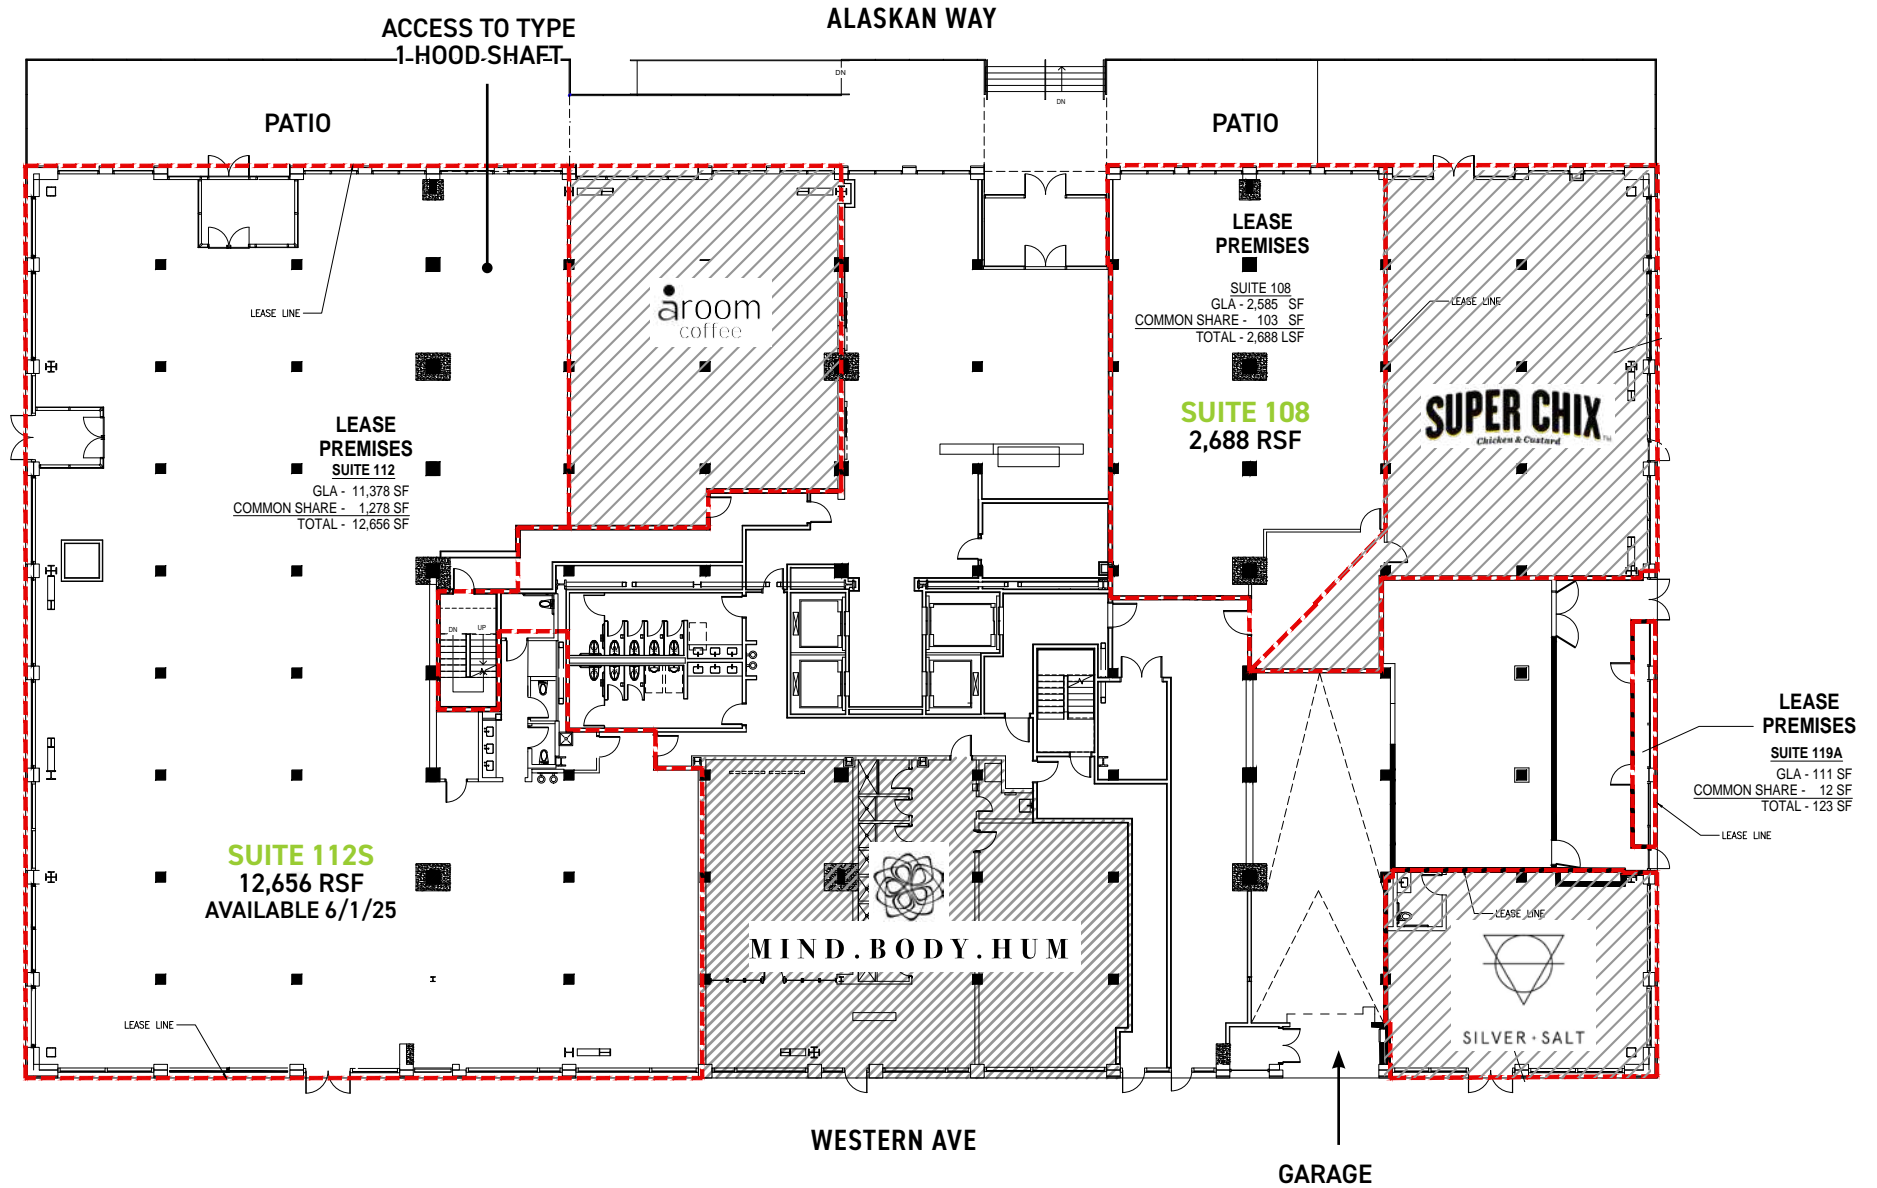 ALASKAN WAY
ACCESS TO TYPE
1 HOOD SHAFT
DN
DN
PATIO
PATIO
LEASE LINE
åroom
coffee
LEASE
PREMISES
SUITE 108
GLA - 2,585 SF
COMMON SHARE - 103 SF
TOTAL - 2,688 LSF
LEASE LINE
SUITE 108
2,688 RSF
SUPER CHIX
Chicken & Custard
LEASE
PREMISES
SUITE 112
GLA - 11,378 SF
COMMON SHARE - 1,278 SF
TOTAL - 12,656 SF
DN UP
LEASE
PREMISES
SUITE 119A
GLA - 111 SF
COMMON SHARE - 12 SF
TOTAL - 123 SF
LEASE LINE
SUITE 112S
12,656 RSF
AVAILABLE 6/1/25
MIND.BODY.HUM
LEASE LINE
SILVER + SALT
LEASE LINE
WESTERN AVE
GARAGE